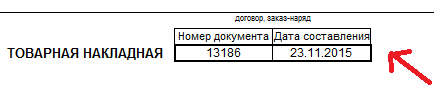 договор, заказ-наряд
Номер документа Дата составления
ТОВАРНАЯ НАКЛАДНАЯ 13186 23.11.2015